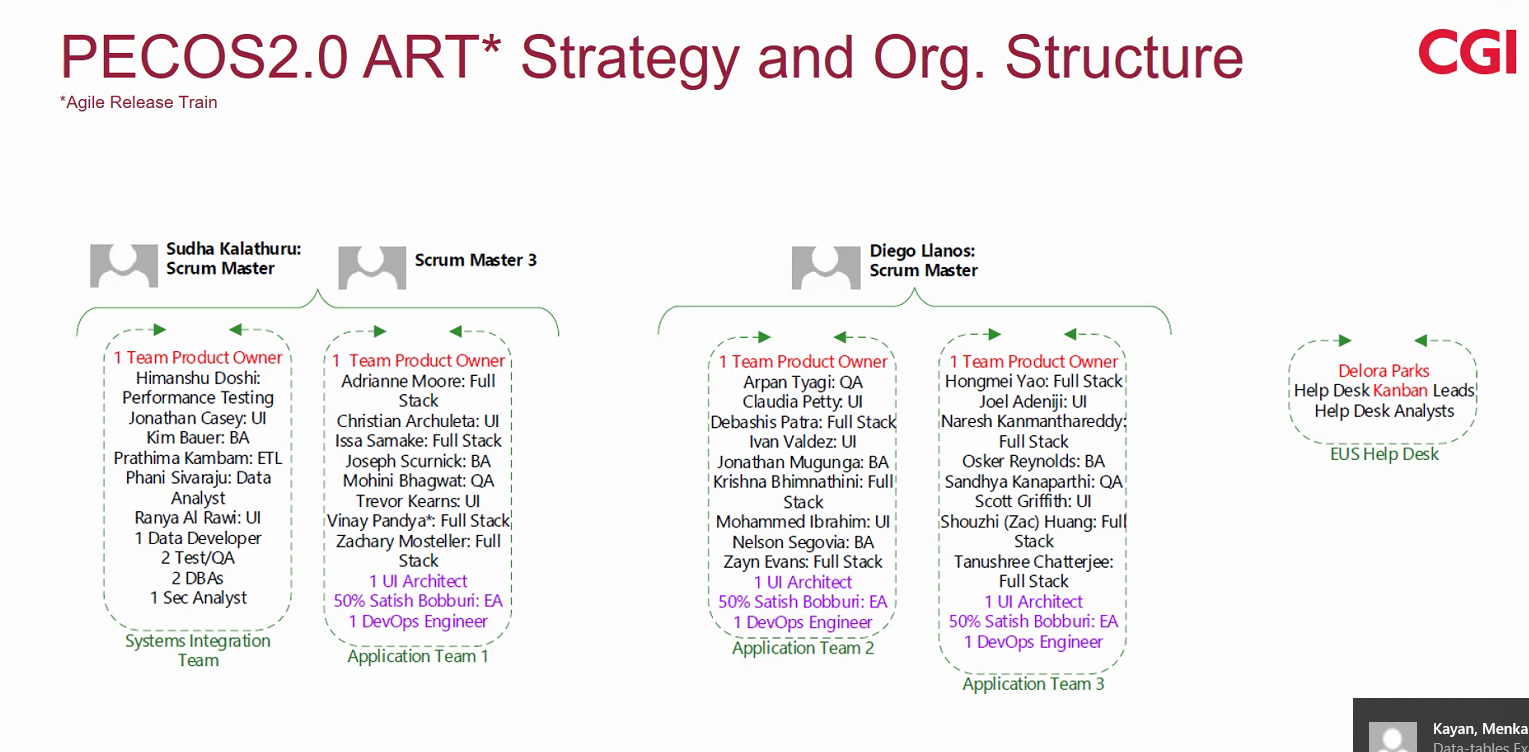 PECOS2.0 ART* Strategy and Org. Structure
CGI
*Agile Release Train
Sudha Kalathuru:
Scrum Master
Scrum Master 3
Diego Llanos:
Scrum Master
1 Team Product Owner
Himanshu Doshi:
Performance Testing
Jonathan Casey: UI
Kim Bauer: BA
Prathima Kambam: ETL
Phani Sivaraju: Data
Analyst
Ranya Al Rawi: UI
1 Data Developer
2 Test/QA
2 DBAs
1 Sec Analyst
Systems Integration
Team
1 Team Product Owner
Adrianne Moore: Full
Stack
Christian Archuleta: UI
Issa Samake: Full Stack
Joseph Scurnick: BA
Mohini Bhagwat: QA
Trevor Kearns: UI
Vinay Pandya*: Full Stack
Zachary Mosteller: Full
Stack
1 UI Architect
50% Satish Bobburi: EA
1 DevOps Engineer
Application Team 1
1 Team Product Owner
Arpan Tyagi: QA
Claudia Petty: UI
Debashis Patra: Full Stack
Ivan Valdez: UI
Jonathan Mugunga: BA
Krishna Bhimnathini: Full
Stack
Mohammed Ibrahim: UI
Nelson Segovia: BA
Zayn Evans: Full Stack
1 UI Architect
50% Satish Bobburi: EA
1 DevOps Engineer
Application Team 2
1 Team Product Owner
Hongmei Yao: Full Stack
Joel Adeniji: UI
Naresh Kanmanthareddy:
Full Stack
Osker Reynolds: BA
Sandhya Kanaparthi: QA
Scott Griffith: UI
Shouzhi (Zac) Huang: Full
Stack
Tanushree Chatterjee:
Full Stack
1 UI Architect
50% Satish Bobburi: EA
1 DevOps Engineer
Application Team 3
Delora Parks
Help Desk Kanban Leads
Help Desk Analysts
EUS Help Desk
Kayan, Menka
Data-tables Ex